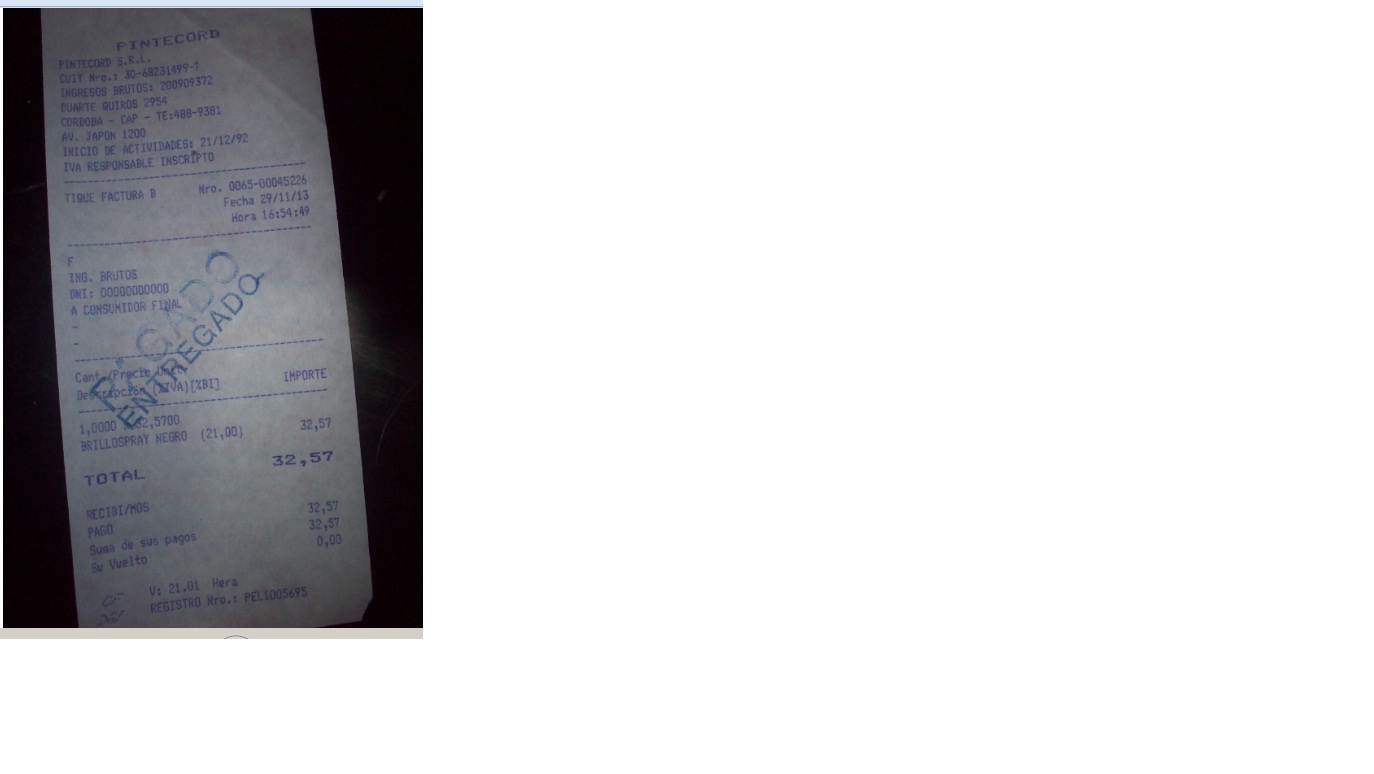 PINTECORD
PINTECORD S.R.L.
CUIT Nro.: 30-68231499-7
INGRESOS BRUTOS: 200909372
DUARTE QUIROS 2954
CORDOBA - CAP - TE:488-9381
AV. JAPON 1200
INICIO DE ACTIVIDADES: 21/12/92
IVA RESPONSABLE INSCRIPTO
TIQUE FACTURA B Nro. 0065-00045226
Fecha 29/11/13
Hora 16:54:49
F
ING. BRUTOS
DNI: 00000000000
A CONSUMIDOR FINAL
-
-
PAGADO
ENTREGADO
Cant./Precio Unit.
Descripción (%IVA)[%BI] IMPORTE
1,0000 32,5700
BRILLOSPRAY NEGRO (21,00) 32,57
TOTAL 32,57
RECIBI/MOS
PAGO 32,57
Suma de sus pagos 32,57
Su Vuelto 0,00
V: 21.01 Hera
REGISTRO Nro.: PEL1005695